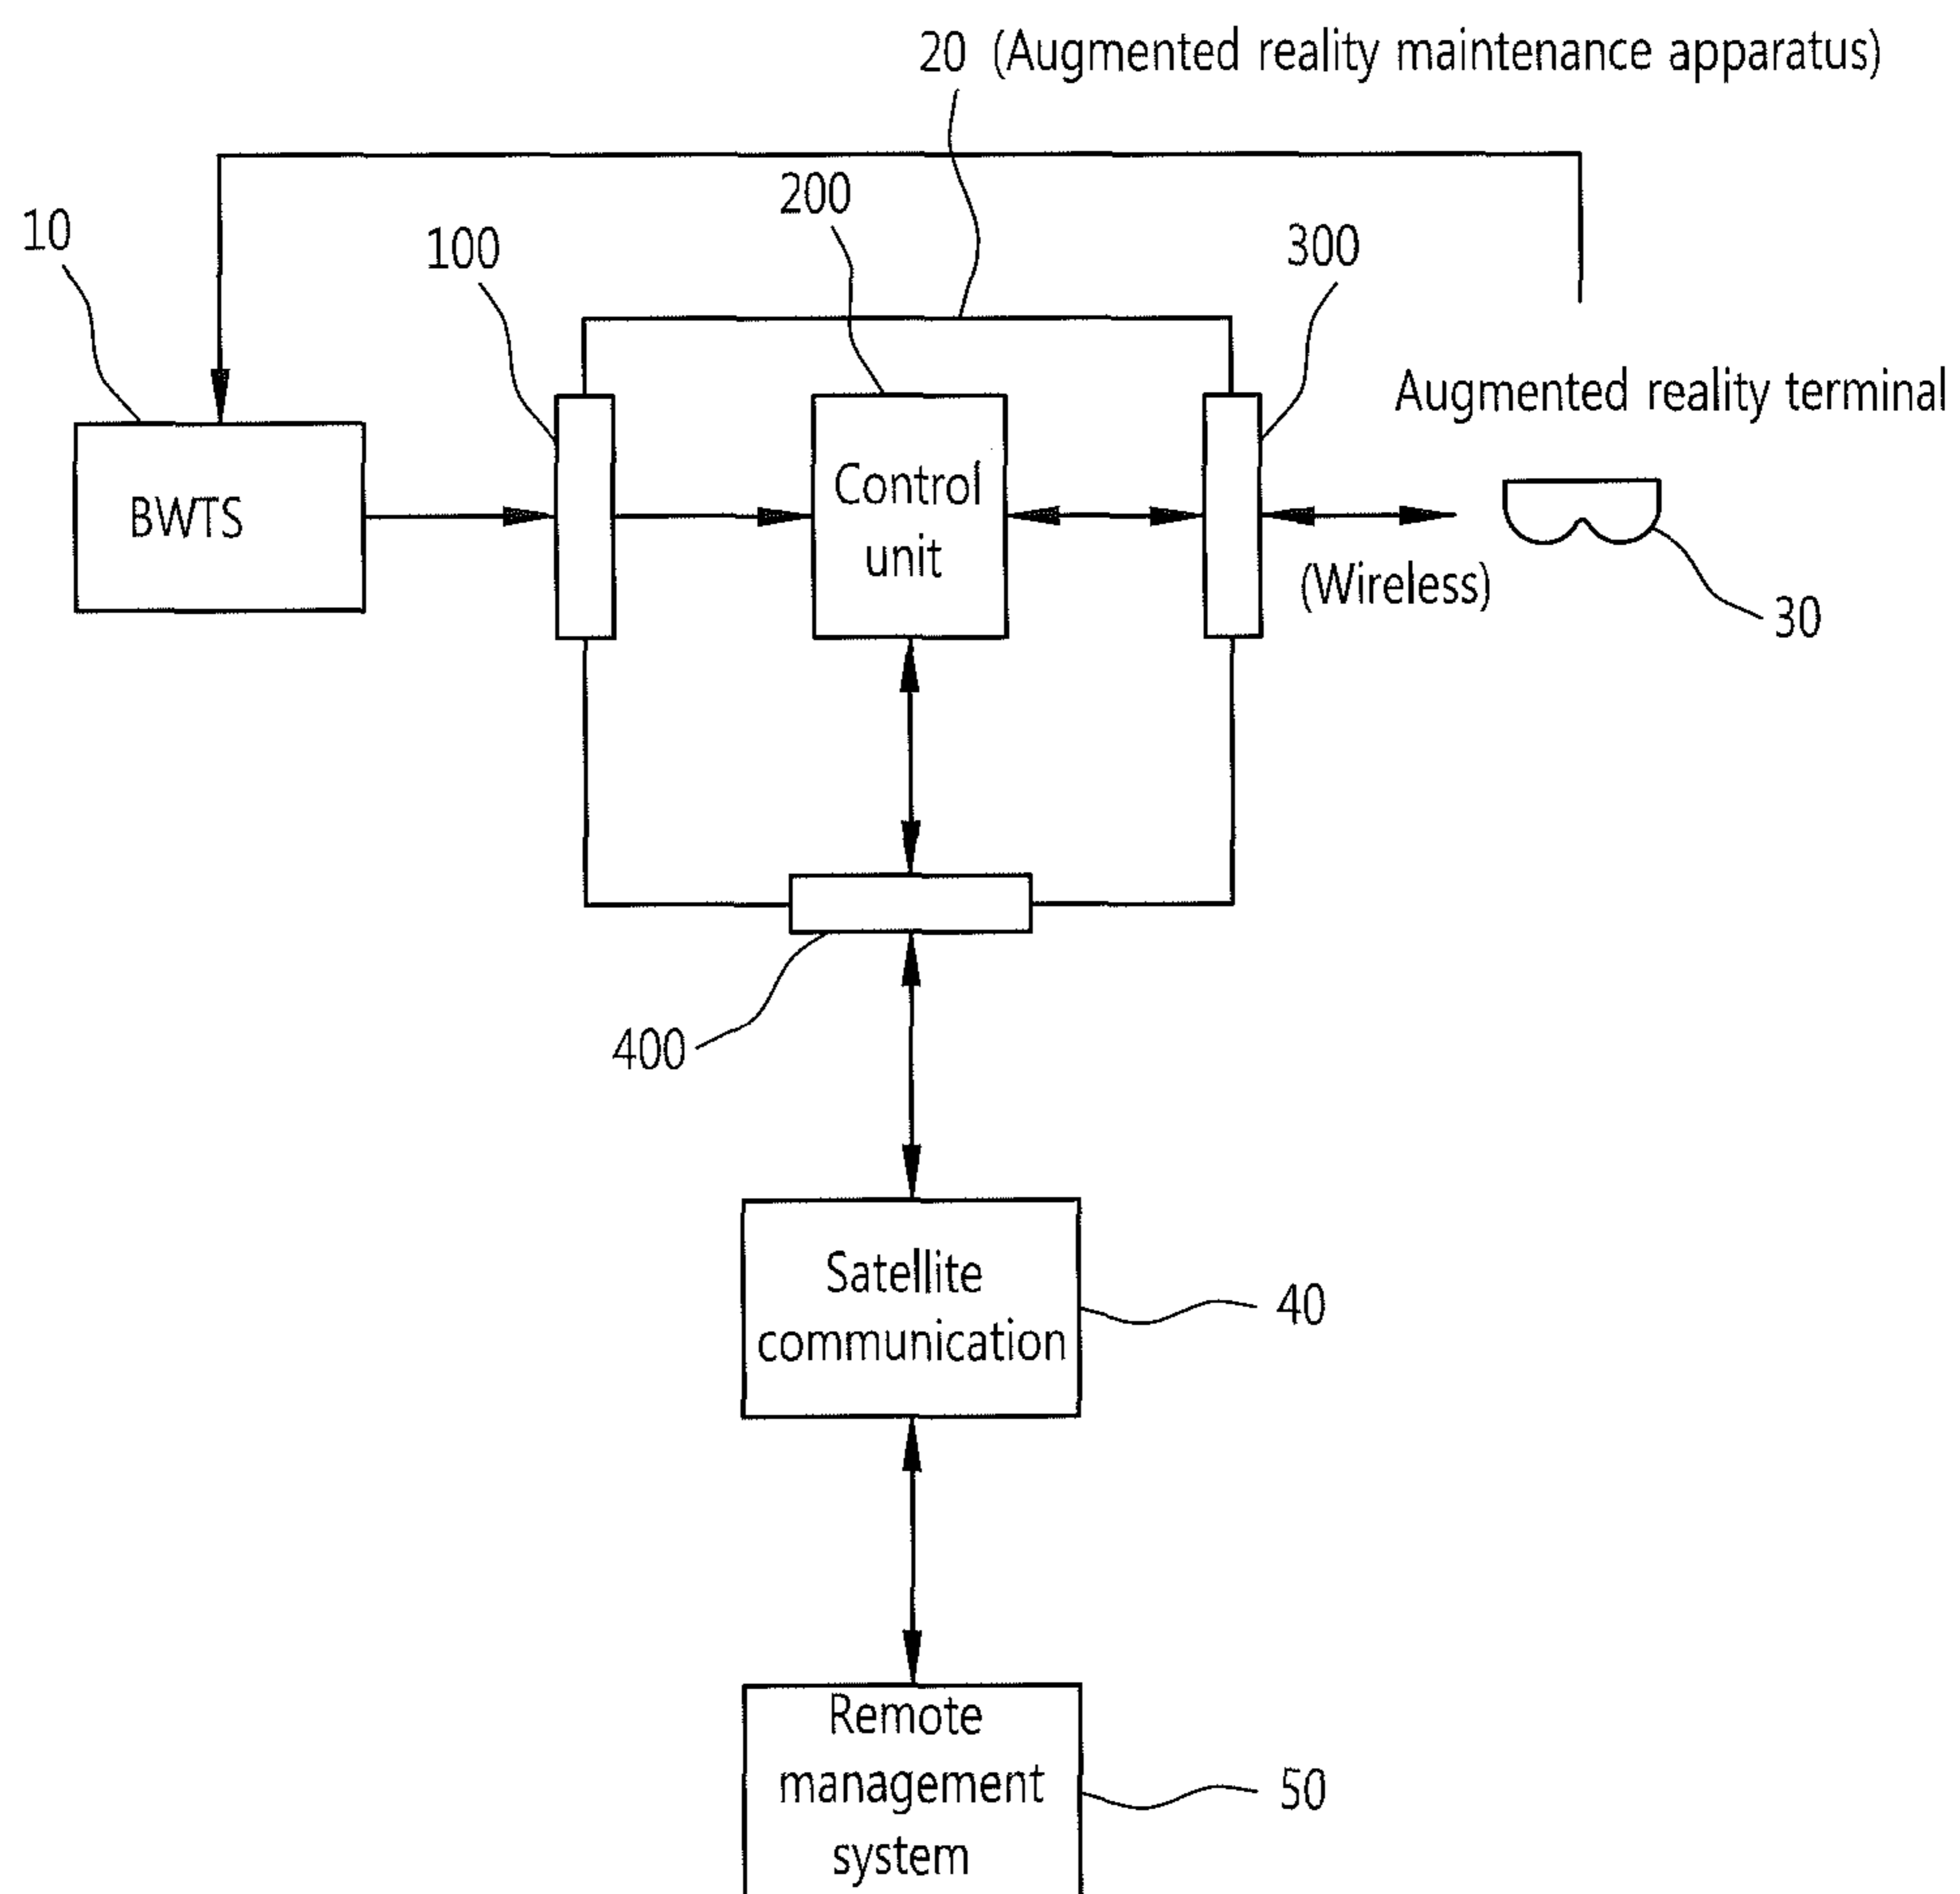 20 (Augmented reality maintenance apparatus)
200
10
100
300
Augmented reality terminal
BWTS
Control
unit
(Wireless)
30
400
Satellite
communication
40
Remote
management
system
50